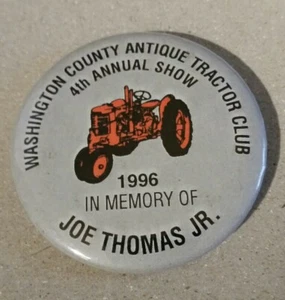 WASHINGTON COUNTY ANTIQUE TRACTOR CLUB
4th ANNUAL SHOW
1996
IN MEMORY OF
JOE THOMAS JR.